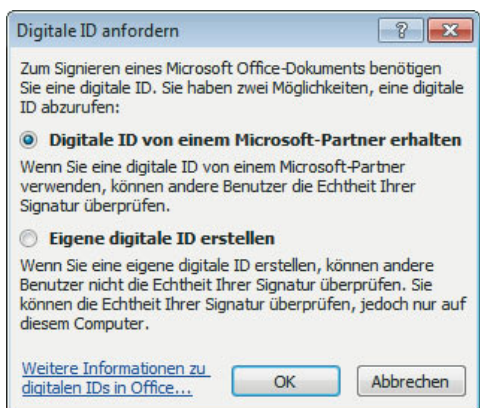 Digitale ID anfordern
Zum Signieren eines Microsoft Office-Dokuments benötigen
Sie eine digitale ID. Sie haben zwei Möglichkeiten, eine digitale
ID abzurufen:
Digitale ID von einem Microsoft-Partner erhalten
Wenn Sie eine digitale ID von einem Microsoft-Partner
verwenden, können andere Benutzer die Echtheit Ihrer
Signatur überprüfen.
Eigene digitale ID erstellen
Wenn Sie eine eigene digitale ID erstellen, können andere
Benutzer nicht die Echtheit Ihrer Signatur überprüfen. Sie
können die Echtheit Ihrer Signatur überprüfen, jedoch nur auf
diesem Computer.
Weitere Informationen zu
digitalen IDs in Office...
OK
Abbrechen